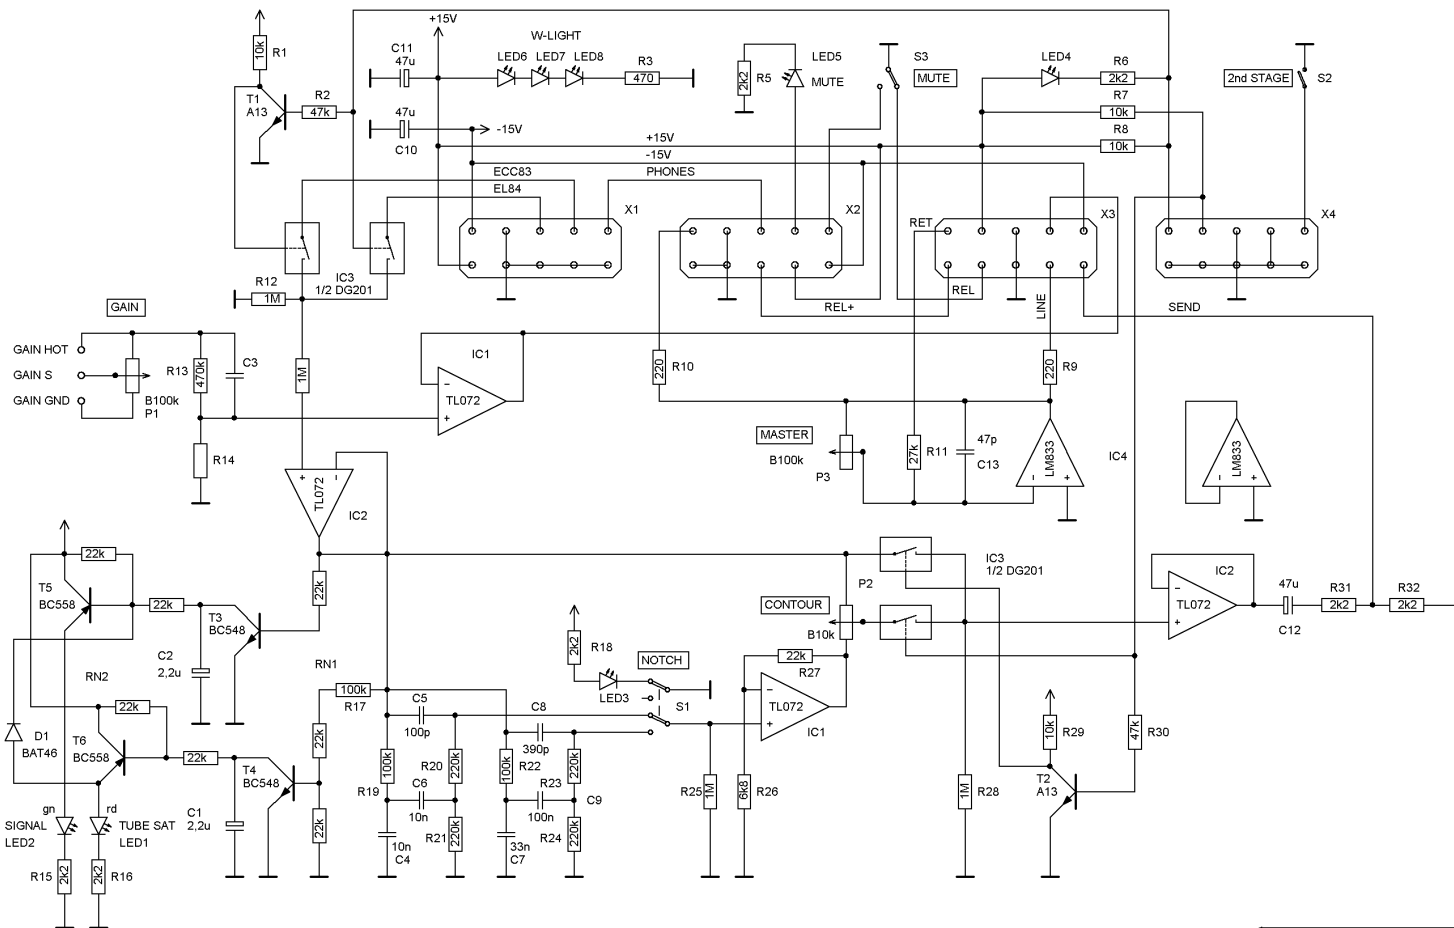 +15V
W-LIGHT
C11
47u
LED6
LED7
LED8
R3
470
LED5
MUTE
R5
2k2
S3
MUTE
LED4
R6
2k2
2nd STAGE
S2
R1
10k
T1
A13
R2
47k
47u
C10
-15V
R7
10k
+15V
-15V
R8
10k
ECC83
EL84
PHONES
X1
X2
RET
X3
X4
R12
1M
IC3
1/2 DG201
REL+
REL
LINE
SEND
GAIN
GAIN HOT
GAIN S
GAIN GND
B100k
P1
R13
470k
C3
R14
1M
IC1
TL072
-
+
R10
220
R9
220
MASTER
B100k
P3
R11
27k
47p
C13
LM833
-
+
IC4
LM833
-
+
TL072
+
-
IC2
22k
T5
BC558
22k
T3
BC548
22k
C2
2,2u
RN2
RN1
22k
D1
BAT46
T6
BC558
22k
T4
BC548
C1
2,2u
22k
22k
100k
R17
gn
rd
SIGNAL
LED2
TUBE SAT
LED1
R15
2k2
R16
2k2
C5
100p
C8
390p
R19
100k
R20
220k
C6
10n
R21
220k
10n
C4
R22
100k
R23
220k
100n
C9
R24
220k
33n
C7
R18
2k2
LED3
NOTCH
S1
R25
1M
R26
6k8
22k
R27
TL072
-
+
IC1
CONTOUR
P2
B10k
IC3
1/2 DG201
R28
1M
R29
10k
T2
A13
R30
47k
IC2
TL072
-
+
47u
C12
R31
2k2
R32
2k2